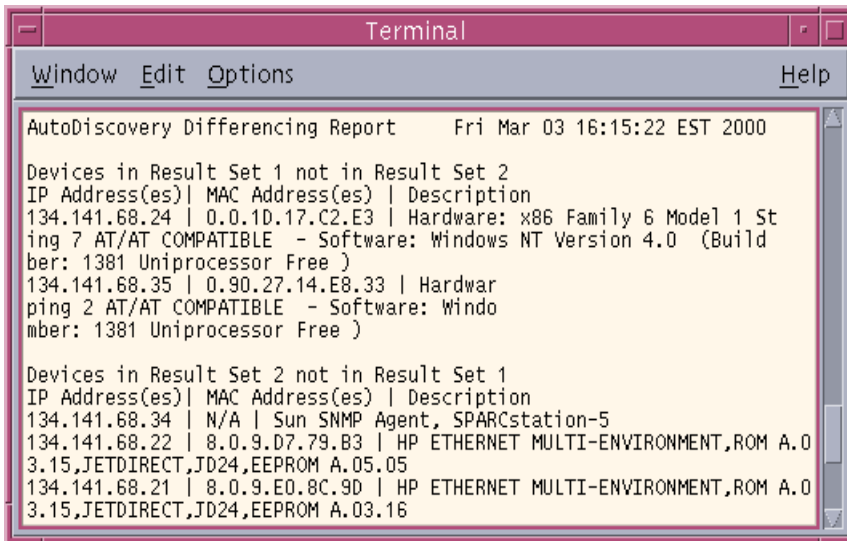 Terminal
Window Edit Options Help
AutoDiscovery Differencing Report Fri Mar 03 16:15:22 EST 2000
Devices in Result Set 1 not in Result Set 2
IP Address(es)| MAC Address(es) | Description
134.141.68.24 | 0.0.1D.17.C2.E3 | Hardware: x86 Family 6 Model 1 St
ing 7 AT/AT COMPATIBLE - Software: Windows NT Version 4.0 (Build
ber: 1381 Uniprocessor Free )
134.141.68.35 | 0.90.27.14.E8.33 | Hardwar
ping 2 AT/AT COMPATIBLE - Software: Windo
mber: 1381 Uniprocessor Free )
Devices in Result Set 2 not in Result Set 1
IP Address(es)| MAC Address(es) | Description
134.141.68.34 | N/A | Sun SNMP Agent, SPARCstation-5
134.141.68.22 | 8.0.9.D7.79.B3 | HP ETHERNET MULTI-ENVIRONMENT,ROM A.0
3.15,JETDIRECT,JD24,EEPROM A.05.05
134.141.68.21 | 8.0.9.E0.8C.9D | HP ETHERNET MULTI-ENVIRONMENT,ROM A.0
3.15,JETDIRECT,JD24,EEPROM A.03.16